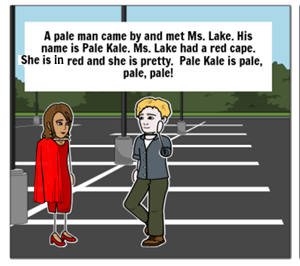 A pale man came by and met Ms. Lake. His
name is Pale Kale. Ms. Lake had a red cape.
She is in red and she is pretty. Pale Kale is pale,
pale, pale!